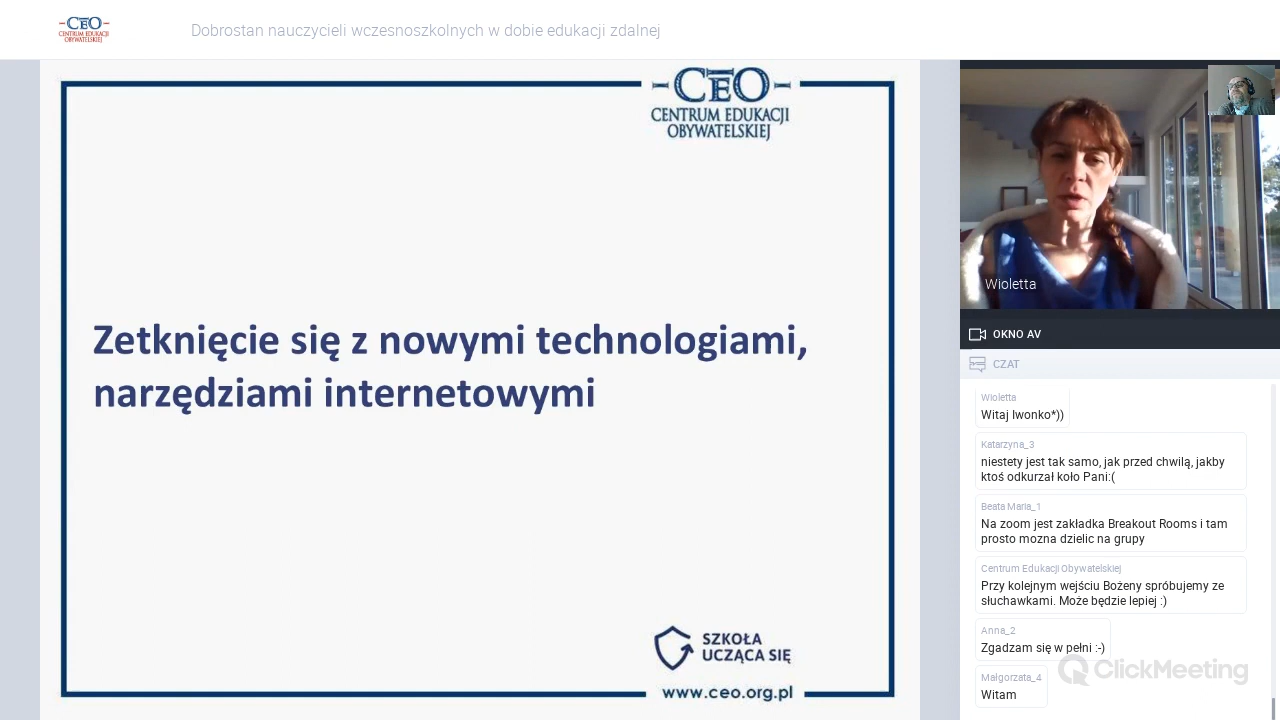 CEO
CENTRUM EDUKACJI
OBYWATELSKIEJ
Dobrostan nauczycieli wczesnoszkolnych w dobie edukacji zdalnej
CEO
CENTRUM EDUKACJI
OBYWATELSKIEJ
Zetknięcie się z nowymi technologiami,
narzędziami internetowymi
SZKOŁA
UCZĄCA SIĘ
www.ceo.org.pl
Wioletta
OKNO AV
CZAT
Wioletta
Witaj Iwonko*))
Katarzyna_3
niestety jest tak samo, jak przed chwilą, jakby
ktoś odkurzał koło Pani:(
Beata Maria_1
Na zoom jest zakładka Breakout Rooms i tam
prosto mozna dzielic na grupy
Centrum Edukacji Obywatelskiej
Przy kolejnym wejściu Bożeny spróbujemy ze
słuchawkami. Może będzie lepiej :)
Anna_2
Zgadzam się w pełni :-)
Małgorzata_4
Witam
ClickMeeting